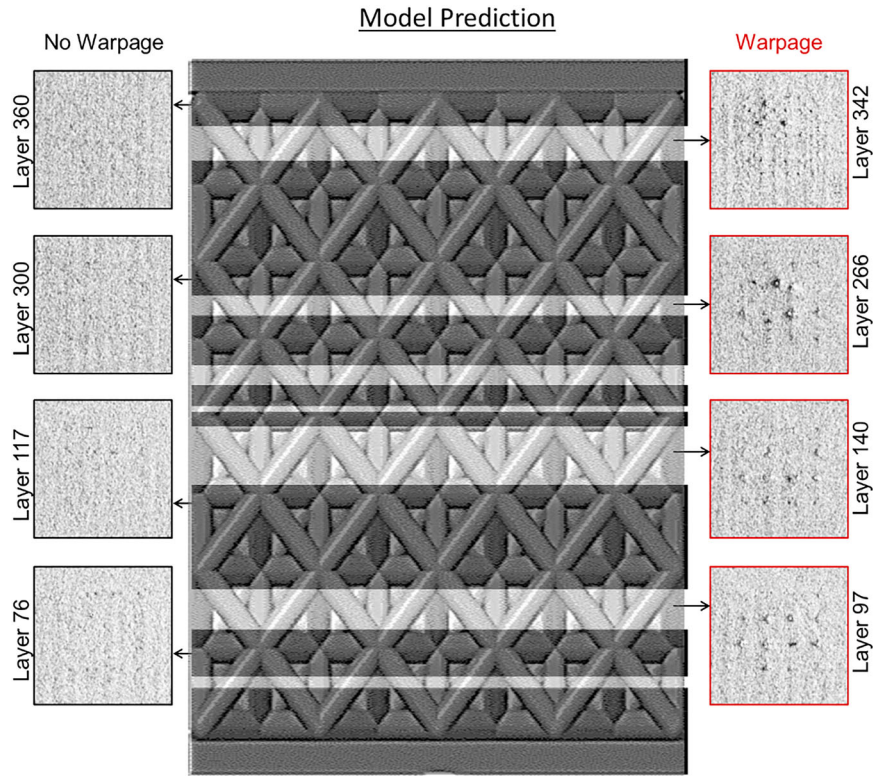 Model Prediction
No Warpage
Warpage
Layer 360
Layer 342
Layer 300
Layer 266
Layer 117
Layer 140
Layer 76
Layer 97